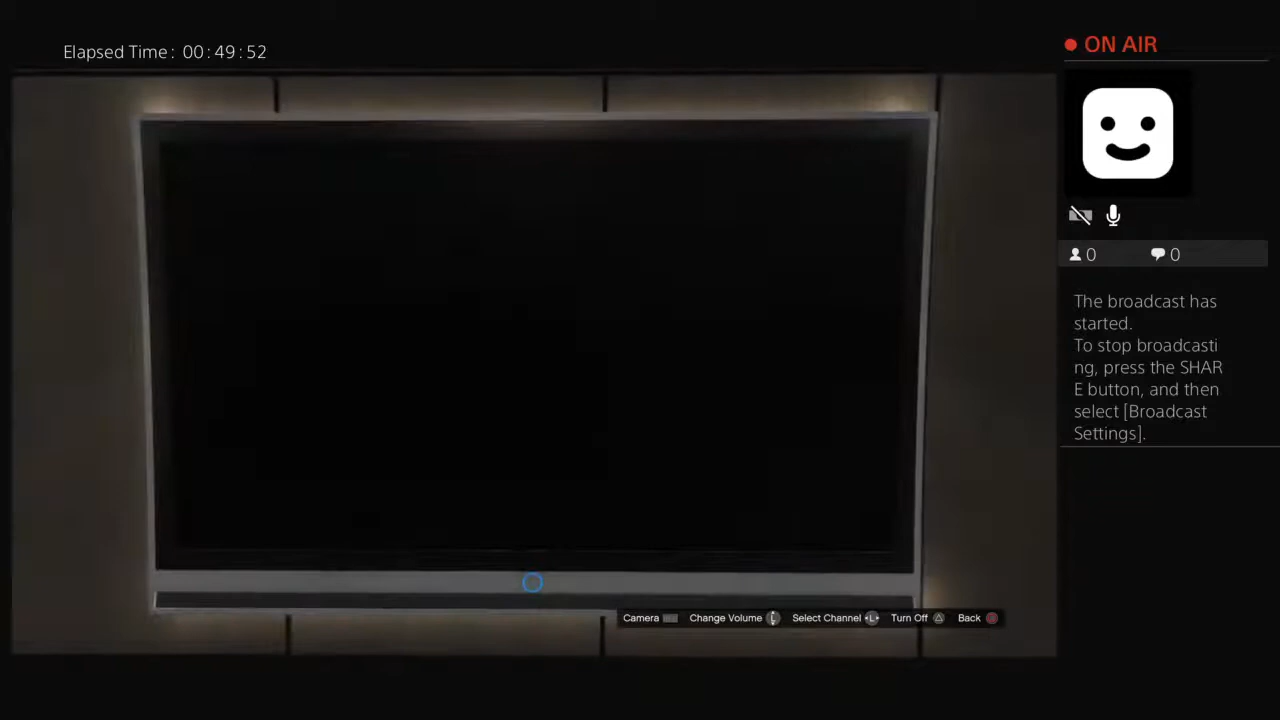 Elapsed Time: 00:49:52
ON AIR
0 0
The broadcast has
started.
To stop broadcasti
ng, press the SHAR
E button, and then
select [Broadcast
Settings].
Camera Change Volume L Select Channel L Turn Off Back